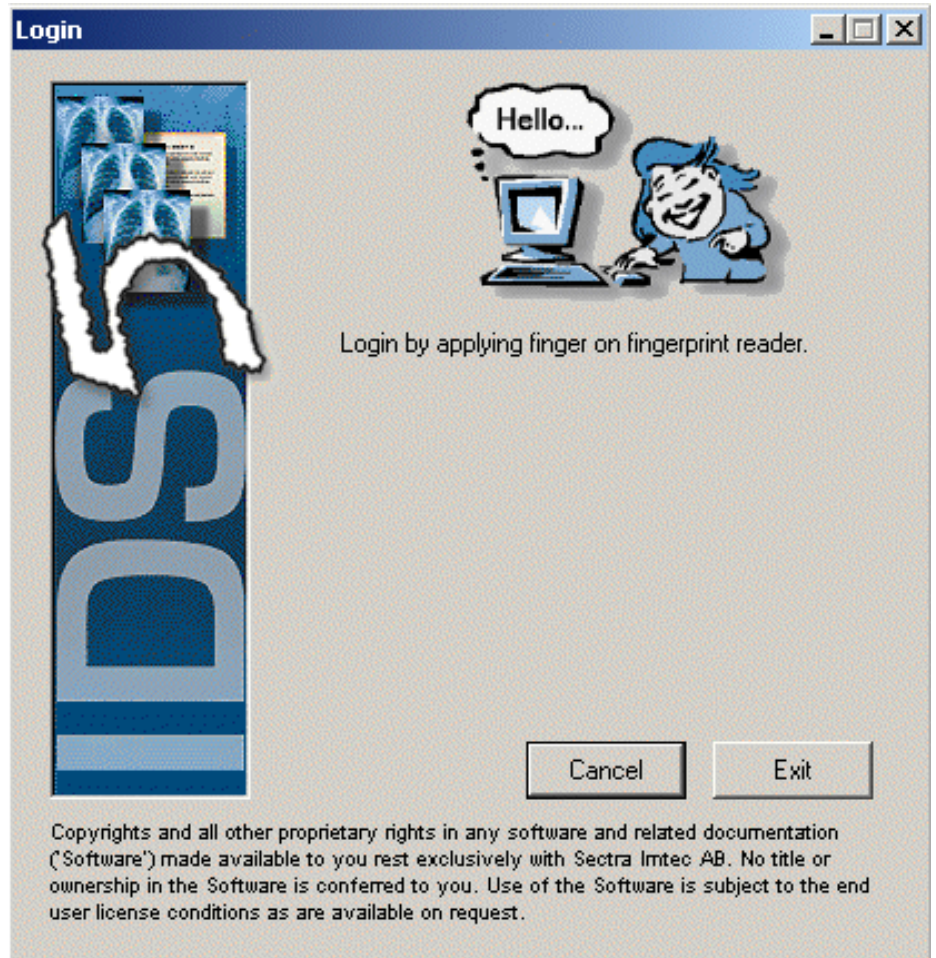 Login
Hello...
Login by applying finger on fingerprint reader.
IDS
Cancel
Exit
Copyrights and all other proprietary rights in any software and related documentation
('Software') made available to you rest exclusively with Sectra Imtec AB. No title or
ownership in the Software is conferred to you. Use of the Software is subject to the end
user license conditions as are available on request.